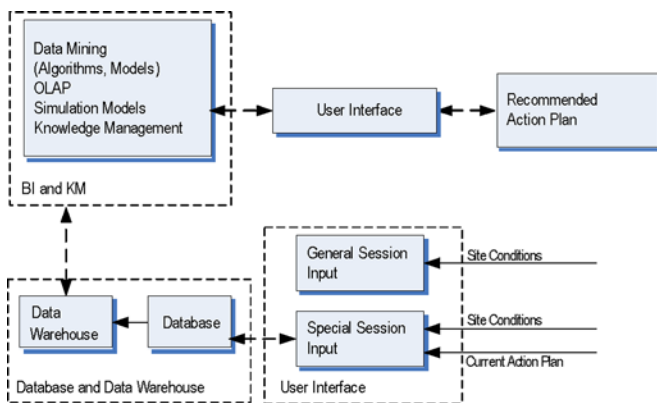 Data Mining
(Algorithms, Models)
OLAP
Simulation Models
Knowledge Management
BI and KM
User Interface
Recommended
Action Plan
General Session
Input
Site Conditions
Data
Warehouse
Database
Special Session
Input
Site Conditions
Current Action Plan
Database and Data Warehouse
User Interface